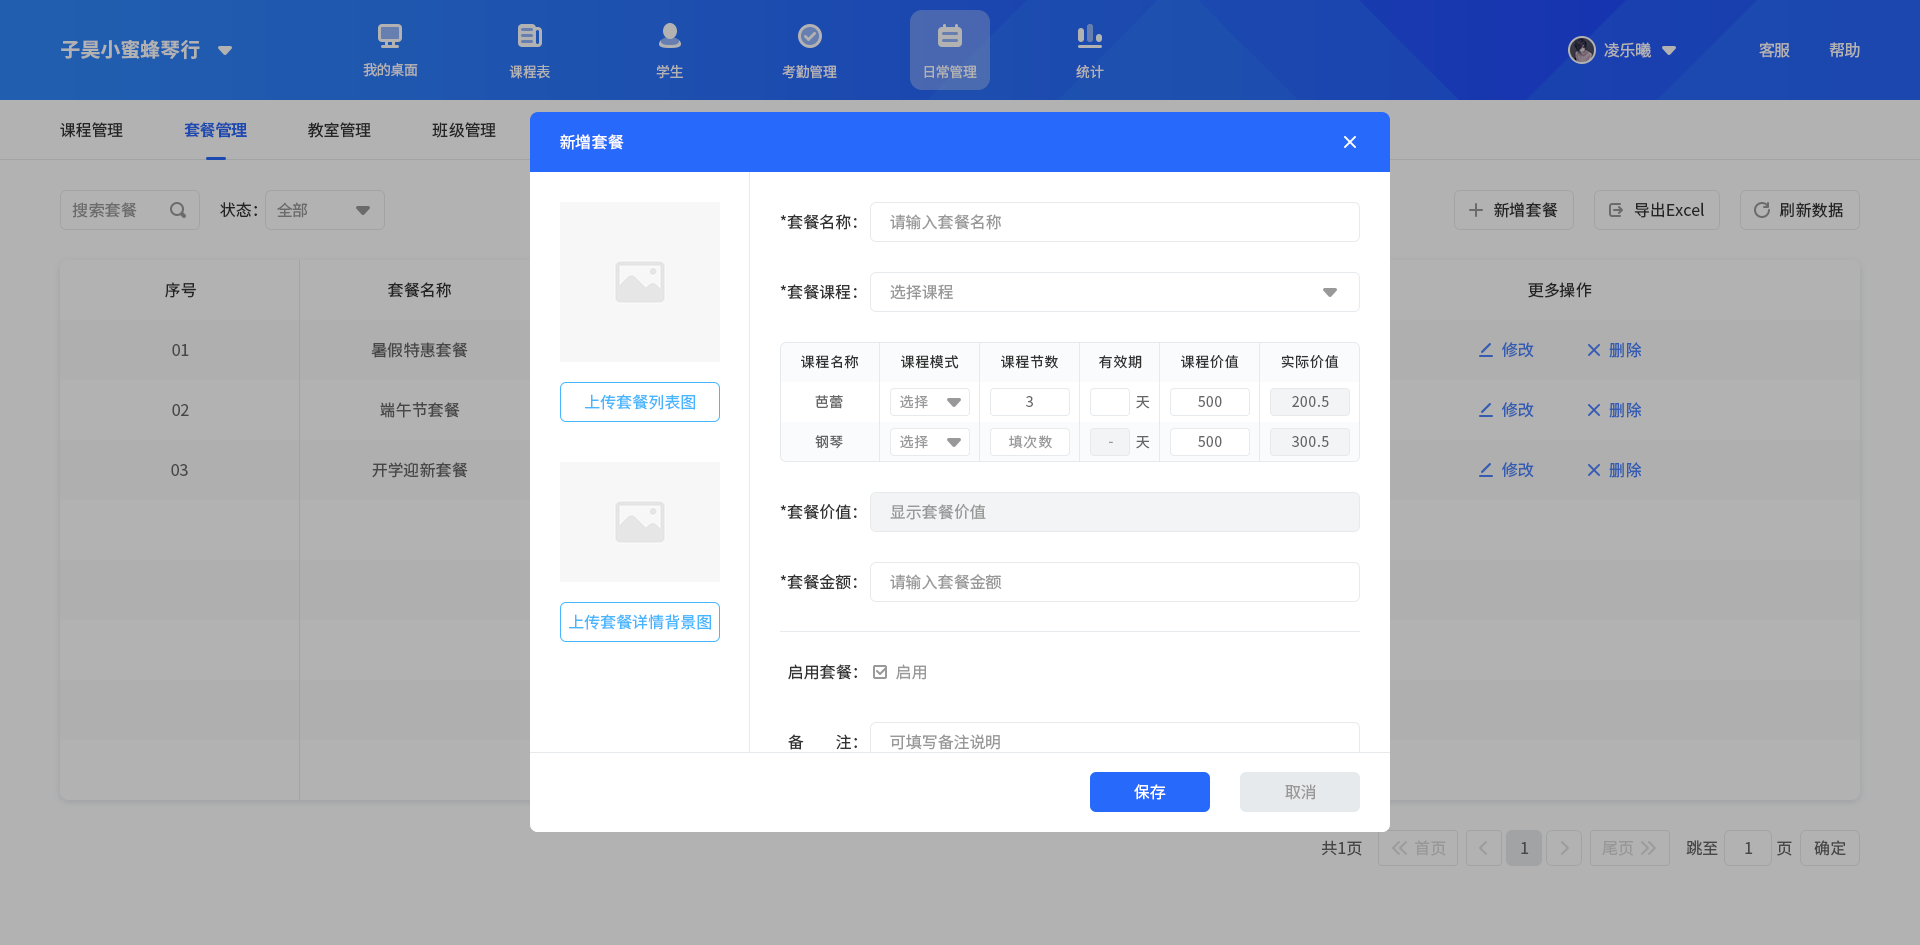 子昊小蜜蜂琴行
我的桌面
课程表
学生
考勤管理
日常管理
统计
凌乐曦
客服
帮助
课程管理
套餐管理
教室管理
班级管理
搜索套餐
状态：
全部
新增套餐
导出Excel
刷新数据
序号
套餐名称
更多操作
01
暑假特惠套餐
修改
删除
02
端午节套餐
修改
删除
03
开学迎新套餐
修改
删除
新增套餐
上传套餐列表图
上传套餐详情背景图
*套餐名称：
请输入套餐名称
*套餐课程：
选择课程
课程名称 课程模式 课程节数 有效期 课程价值 实际价值
芭蕾 选择 3 天 500 200.5
钢琴 选择 填次数 - 天 500 300.5
*套餐价值：
显示套餐价值
*套餐金额：
请输入套餐金额
启用套餐：
启用
备 注：
可填写备注说明
保存
取消
共1页
首页
1
尾页
跳至
1
页
确定